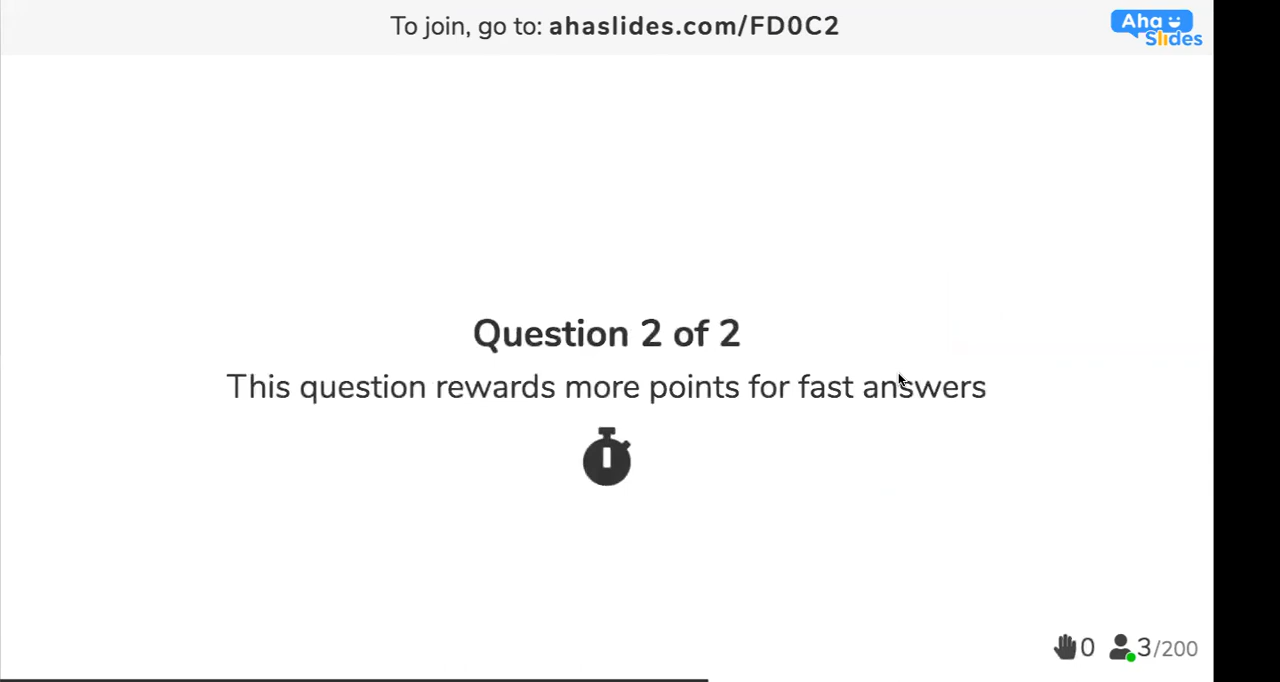 To join, go to: ahaslides.com/FD0C2
Aha
Slides
Question 2 of 2
This question rewards more points for fast answers
0 3/200